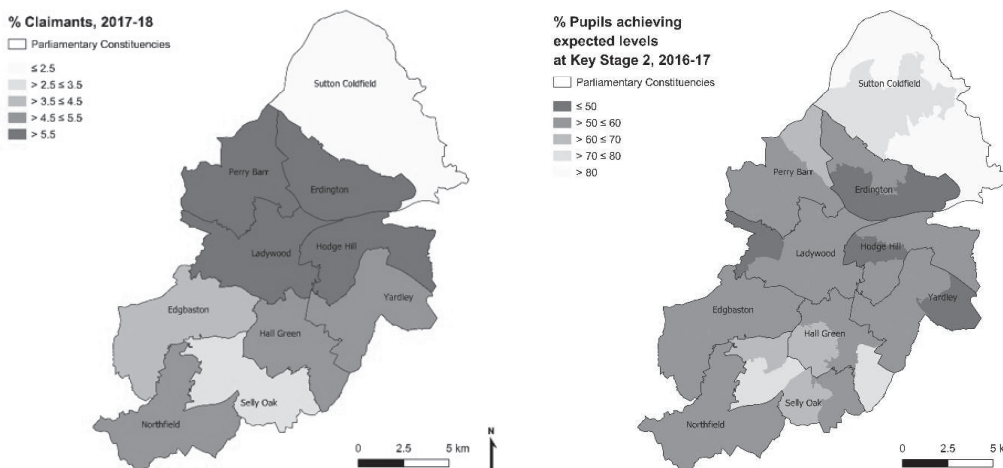 % Claimants, 2017-18
Parliamentary Constituencies
≤ 2.5
> 2.5 ≤ 3.5
> 3.5 ≤ 4.5
> 4.5 ≤ 5.5
> 5.5
Sutton Coldfield
Perry Barr
Erdington
Ladywood
Hodge Hill
Yardley
Edgbaston
Hall Green
Selly Oak
Northfield
N
0 2.5 5 km
% Pupils achieving
expected levels
at Key Stage 2, 2016-17
Parliamentary Constituencies
≤ 50
> 50 ≤ 60
> 60 ≤ 70
> 70 ≤ 80
> 80
Sutton Coldfield
Perry Barr
Erdington
Ladywood
Hodge Hill
Yardley
Edgbaston
Hall Green
Selly Oak
Northfield
0 2.5 5 k